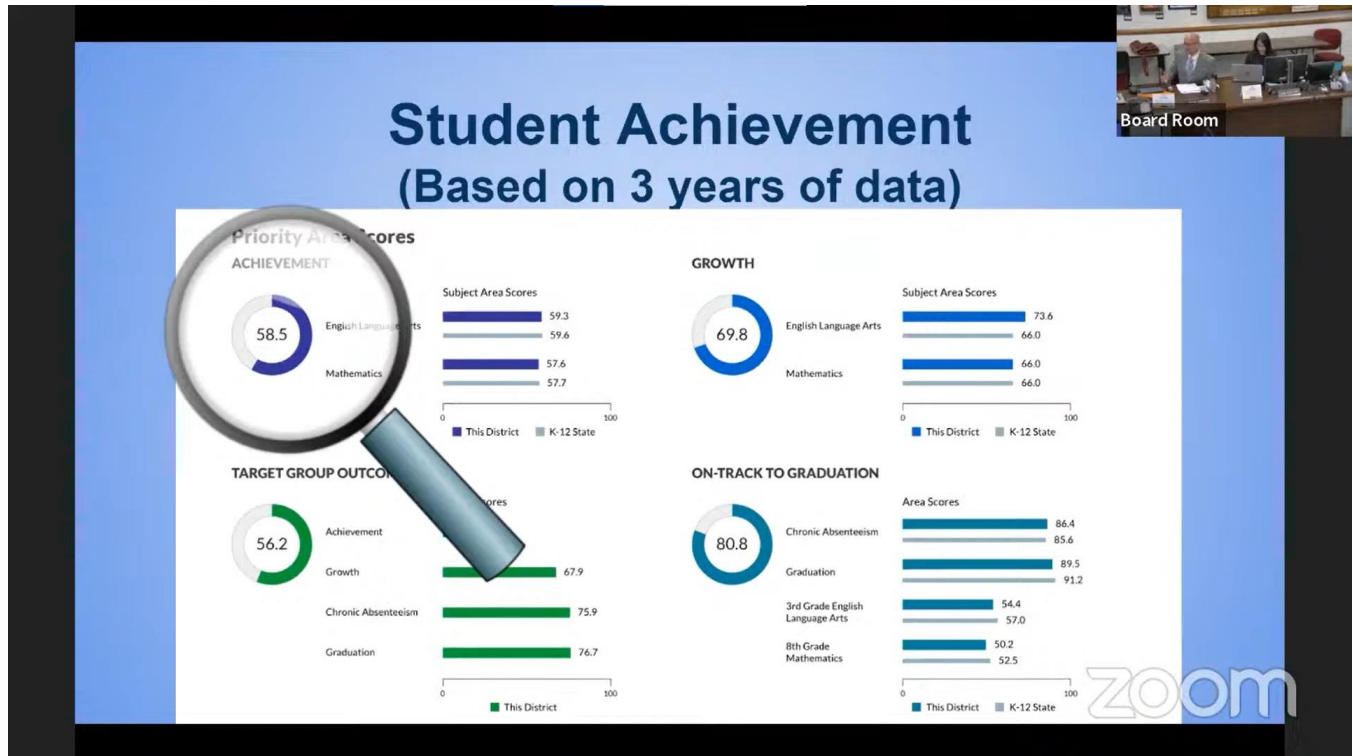 Board Room
Student Achievement
(Based on 3 years of data)
Priority Area Scores
ACHIEVEMENT
58.5
Subject Area Scores
English Language Arts
59.3
59.6
Mathematics
57.6
57.7
0 100
This District K-12 State
GROWTH
69.8
Subject Area Scores
English Language Arts
73.6
66.0
Mathematics
66.0
66.0
0 100
This District K-12 State
TARGET GROUP
56.2
Achievement
Growth
67.9
Chronic Absenteeism
75.9
Graduation
76.7
0 100
This District
ON-TRACK TO GRADUATION
80.8
Area Scores
Chronic Absenteeism
86.4
85.6
Graduation
89.5
91.2
3rd Grade English
Language Arts
54.4
57.0
8th Grade
Mathematics
50.2
52.5
0 100
This District K-12 State
zoom